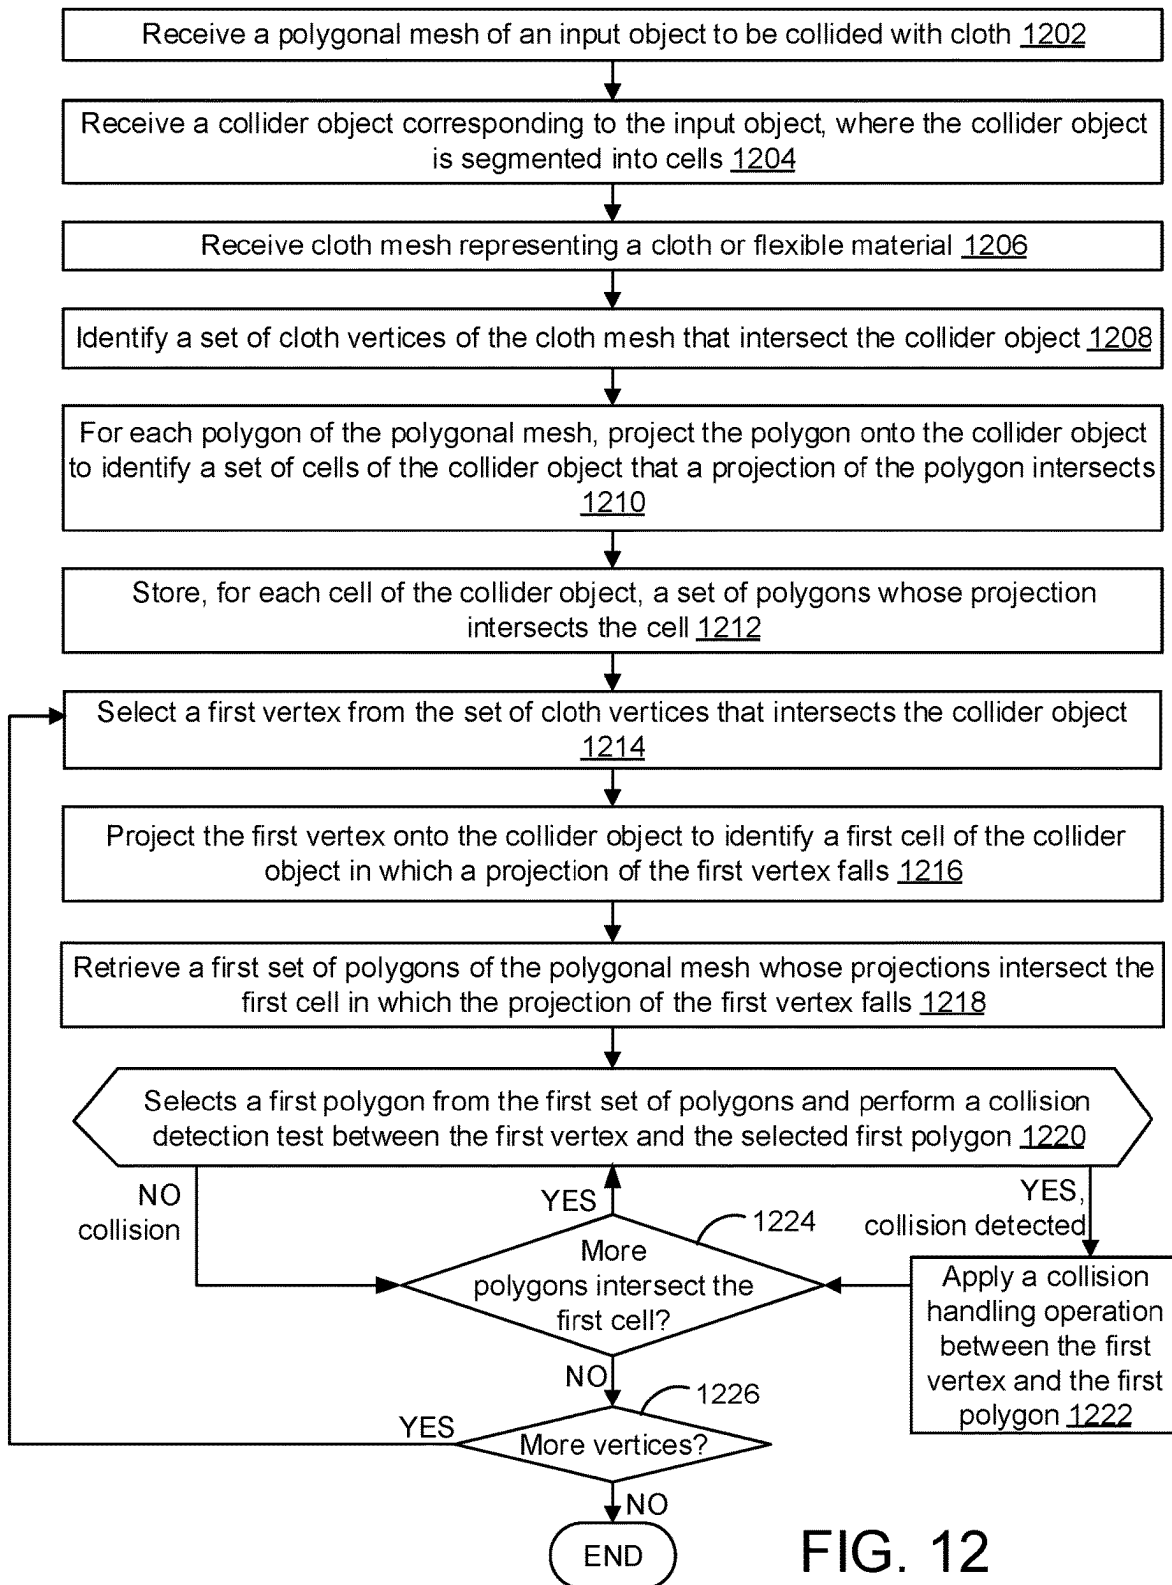 Receive a polygonal mesh of an input object to be collided with cloth 1202
Receive a collider object corresponding to the input object, where the collider object
is segmented into cells 1204
Receive cloth mesh representing a cloth or flexible material 1206
Identify a set of cloth vertices of the cloth mesh that intersect the collider object 1208
For each polygon of the polygonal mesh, project the polygon onto the collider object
to identify a set of cells of the collider object that a projection of the polygon intersects
1210
Store, for each cell of the collider object, a set of polygons whose projection
intersects the cell 1212
Select a first vertex from the set of cloth vertices that intersects the collider object
1214
Project the first vertex onto the collider object to identify a first cell of the collider
object in which a projection of the first vertex falls 1216
Retrieve a first set of polygons of the polygonal mesh whose projections intersect the
first cell in which the projection of the first vertex falls 1218
Selects a first polygon from the first set of polygons and perform a collision
detection test between the first vertex and the selected first polygon 1220
NO
collision
YES
YES,
collision detected
1224
More
polygons intersect the
first cell?
Apply a collision
handling operation
between the first
vertex and the first
polygon 1222
NO
1226
YES
More vertices?
NO
END
FIG. 12